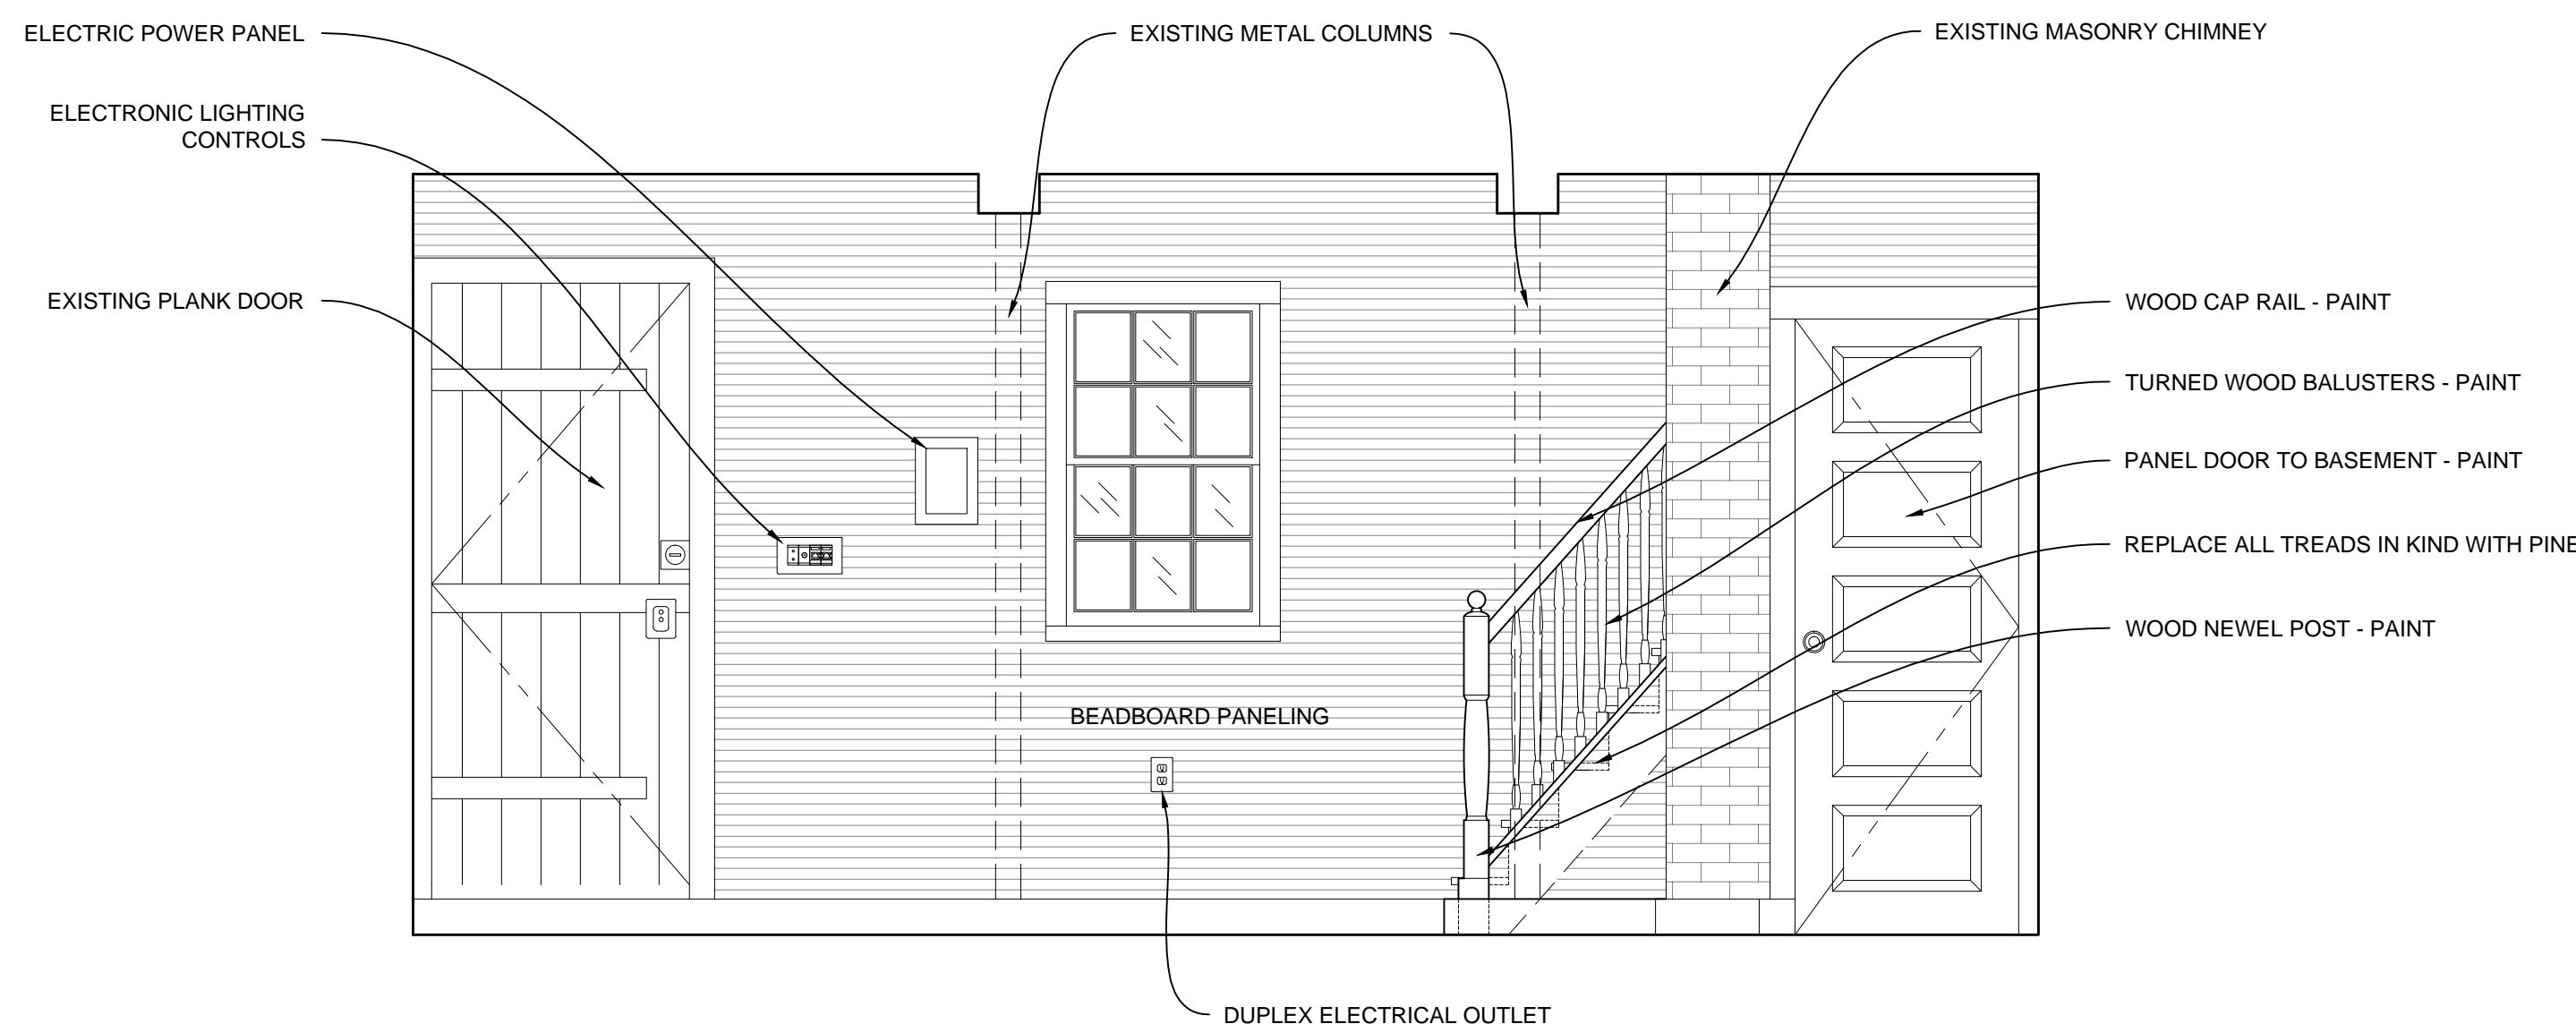 ELECTRIC POWER PANEL
EXISTING METAL COLUMNS
EXISTING MASONRY CHIMNEY
ELECTRONIC LIGHTING
CONTROLS
EXISTING PLANK DOOR
WOOD CAP RAIL - PAINT
TURNED WOOD BALUSTERS - PAINT
PANEL DOOR TO BASEMENT - PAINT
REPLACE ALL TREADS IN KIND WITH PINE
WOOD NEWEL POST - PAINT
BEADBOARD PANELING
DUPLEX ELECTRICAL OUTLET